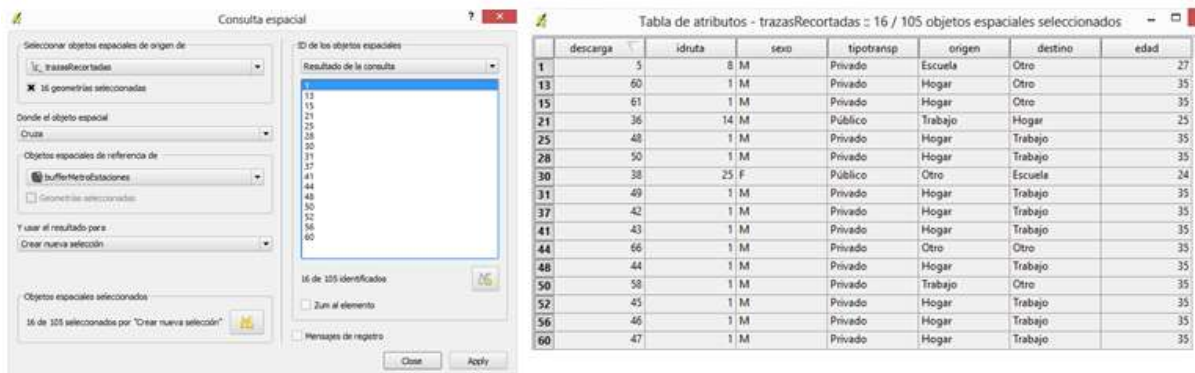 Consulta espacial
Seleccionar objetos espaciales de origen de
trazasRecortadas
16 geometrías seleccionadas
Donde el objeto espacial
Cruza
Objetos espaciales de referencia de
bufferMetroEstaciones
Geometrías seleccionadas
Y usar el resultado para
Crear nueva selección
Objetos espaciales seleccionados
16 de 105 seleccionados por "Crear nueva selección"
ID de los objetos espaciales
Resultado de la consulta
1
13
15
21
25
28
30
31
37
41
44
48
50
52
56
60
16 de 105 identificados
Zum al elemento
Mensajes de registro
Close Apply
Tabla de atributos - trazasRecortadas :: 16 / 105 objetos espaciales seleccionados
descarga idruta sexo tipotransp origen destino edad
1 5 8 M Privado Escuela Otro 27
13 60 1 M Privado Hogar Otro 35
15 61 1 M Privado Hogar Otro 35
21 36 14 M Público Trabajo Hogar 25
25 48 1 M Privado Hogar Trabajo 35
28 50 1 M Privado Hogar Trabajo 35
30 38 25 F Público Otro Escuela 24
31 49 1 M Privado Hogar Trabajo 35
37 42 1 M Privado Hogar Trabajo 35
41 43 1 M Privado Hogar Trabajo 35
44 66 1 M Privado Otro Otro 35
48 44 1 M Privado Hogar Trabajo 35
50 58 1 M Privado Trabajo Otro 35
52 45 1 M Privado Hogar Trabajo 35
56 46 1 M Privado Hogar Trabajo 35
60 47 1 M Privado Hogar Trabajo 35